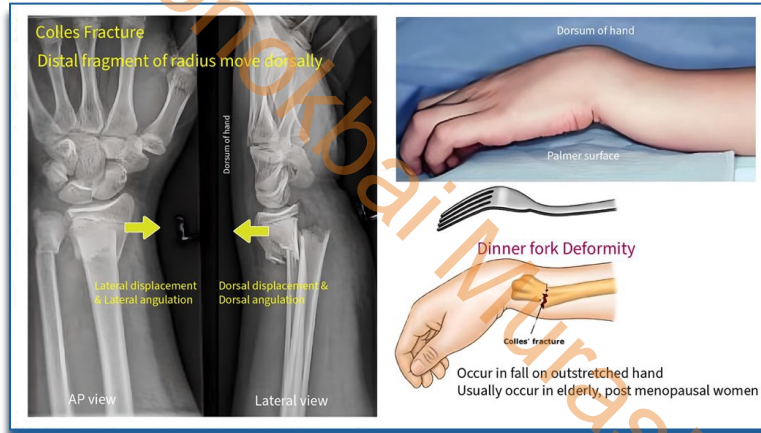 Colles Fracture
Distal fragment of radius move dorsally
Dorsum of hand
Lateral displacement
& Lateral angulation
Dorsal displacement &
Dorsal angulation
AP view
Lateral view
Dorsum of hand
Palmer surface
Dinner fork Deformity
Colles' fracture
Occur in fall on outstretched hand
Usually occur in elderly, post menopausal women